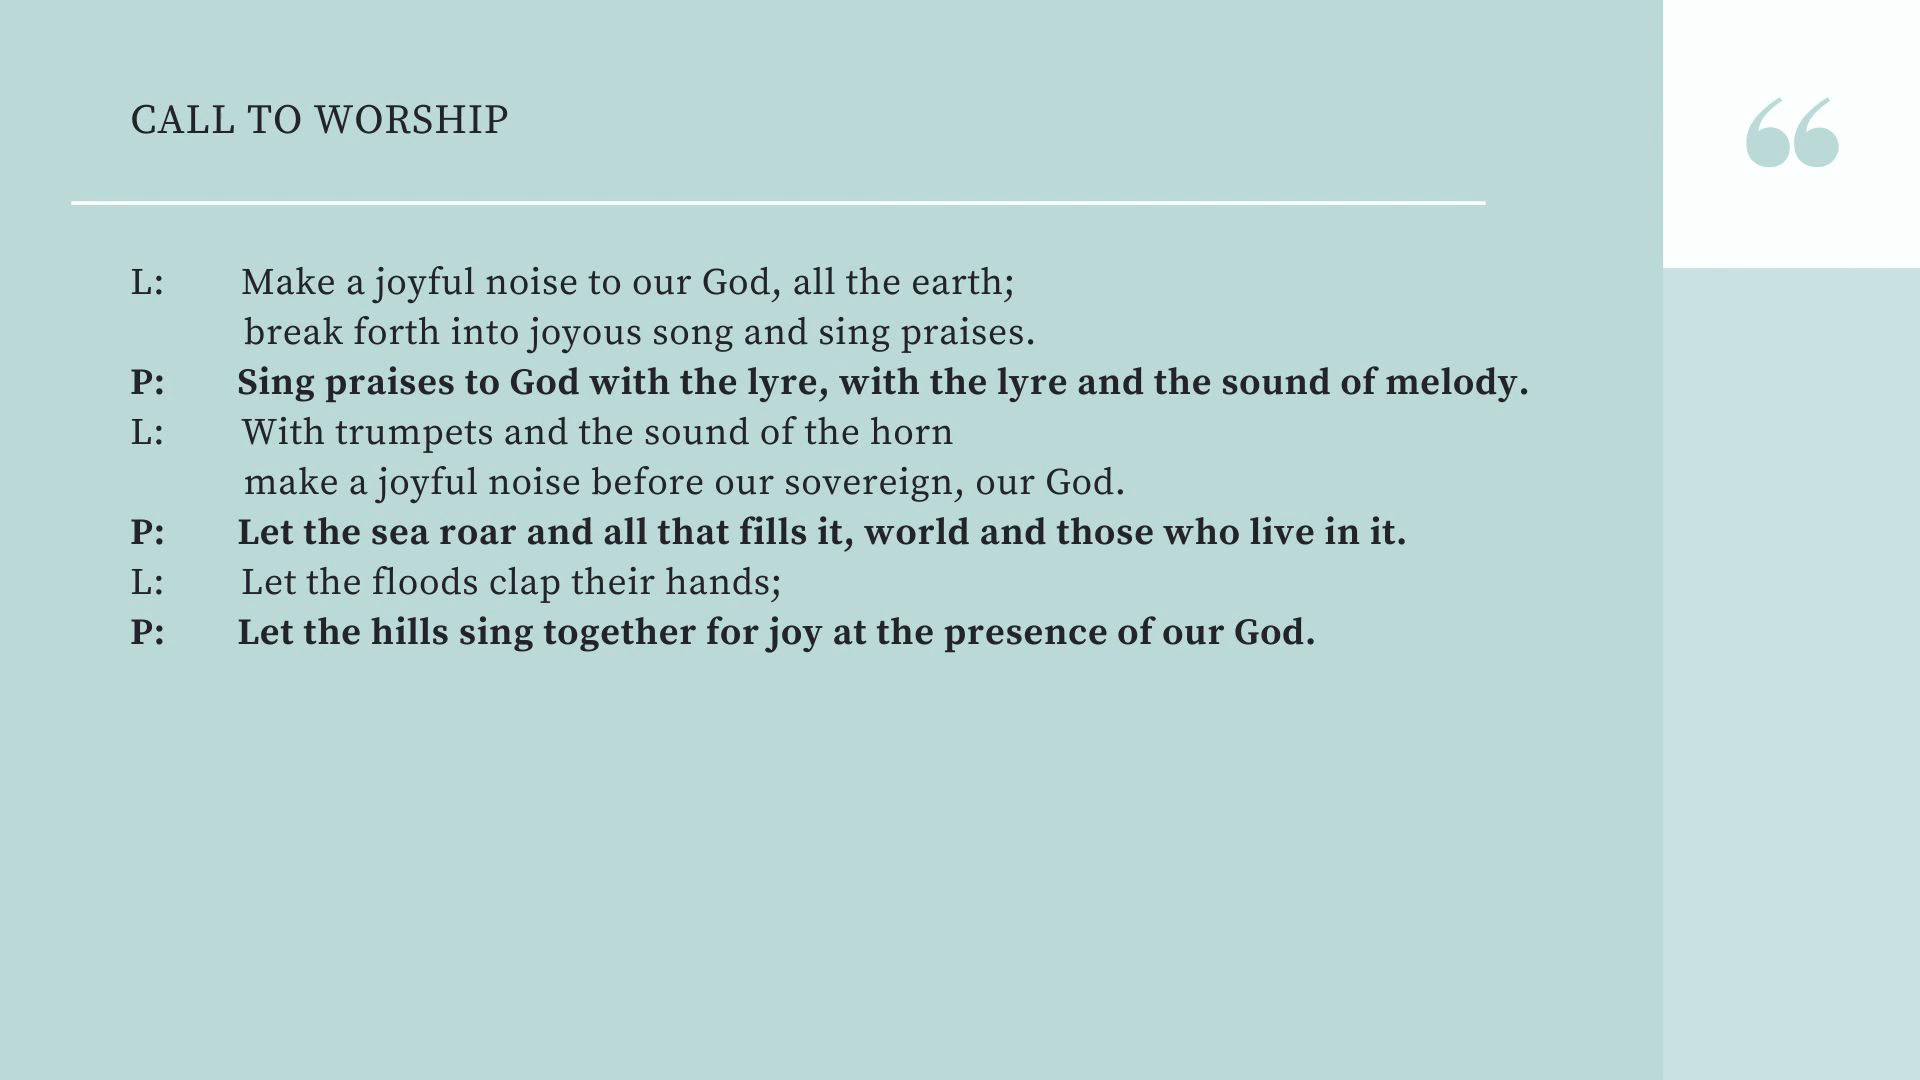 CALL TO WORSHIP
“
L: Make a joyful noise to our God, all the earth;
break forth into joyous song and sing praises.
P: Sing praises to God with the lyre, with the lyre and the sound of melody.
L: With trumpets and the sound of the horn
make a joyful noise before our sovereign, our God.
P: Let the sea roar and all that fills it, world and those who live in it.
L: Let the floods clap their hands;
P: Let the hills sing together for joy at the presence of our God.